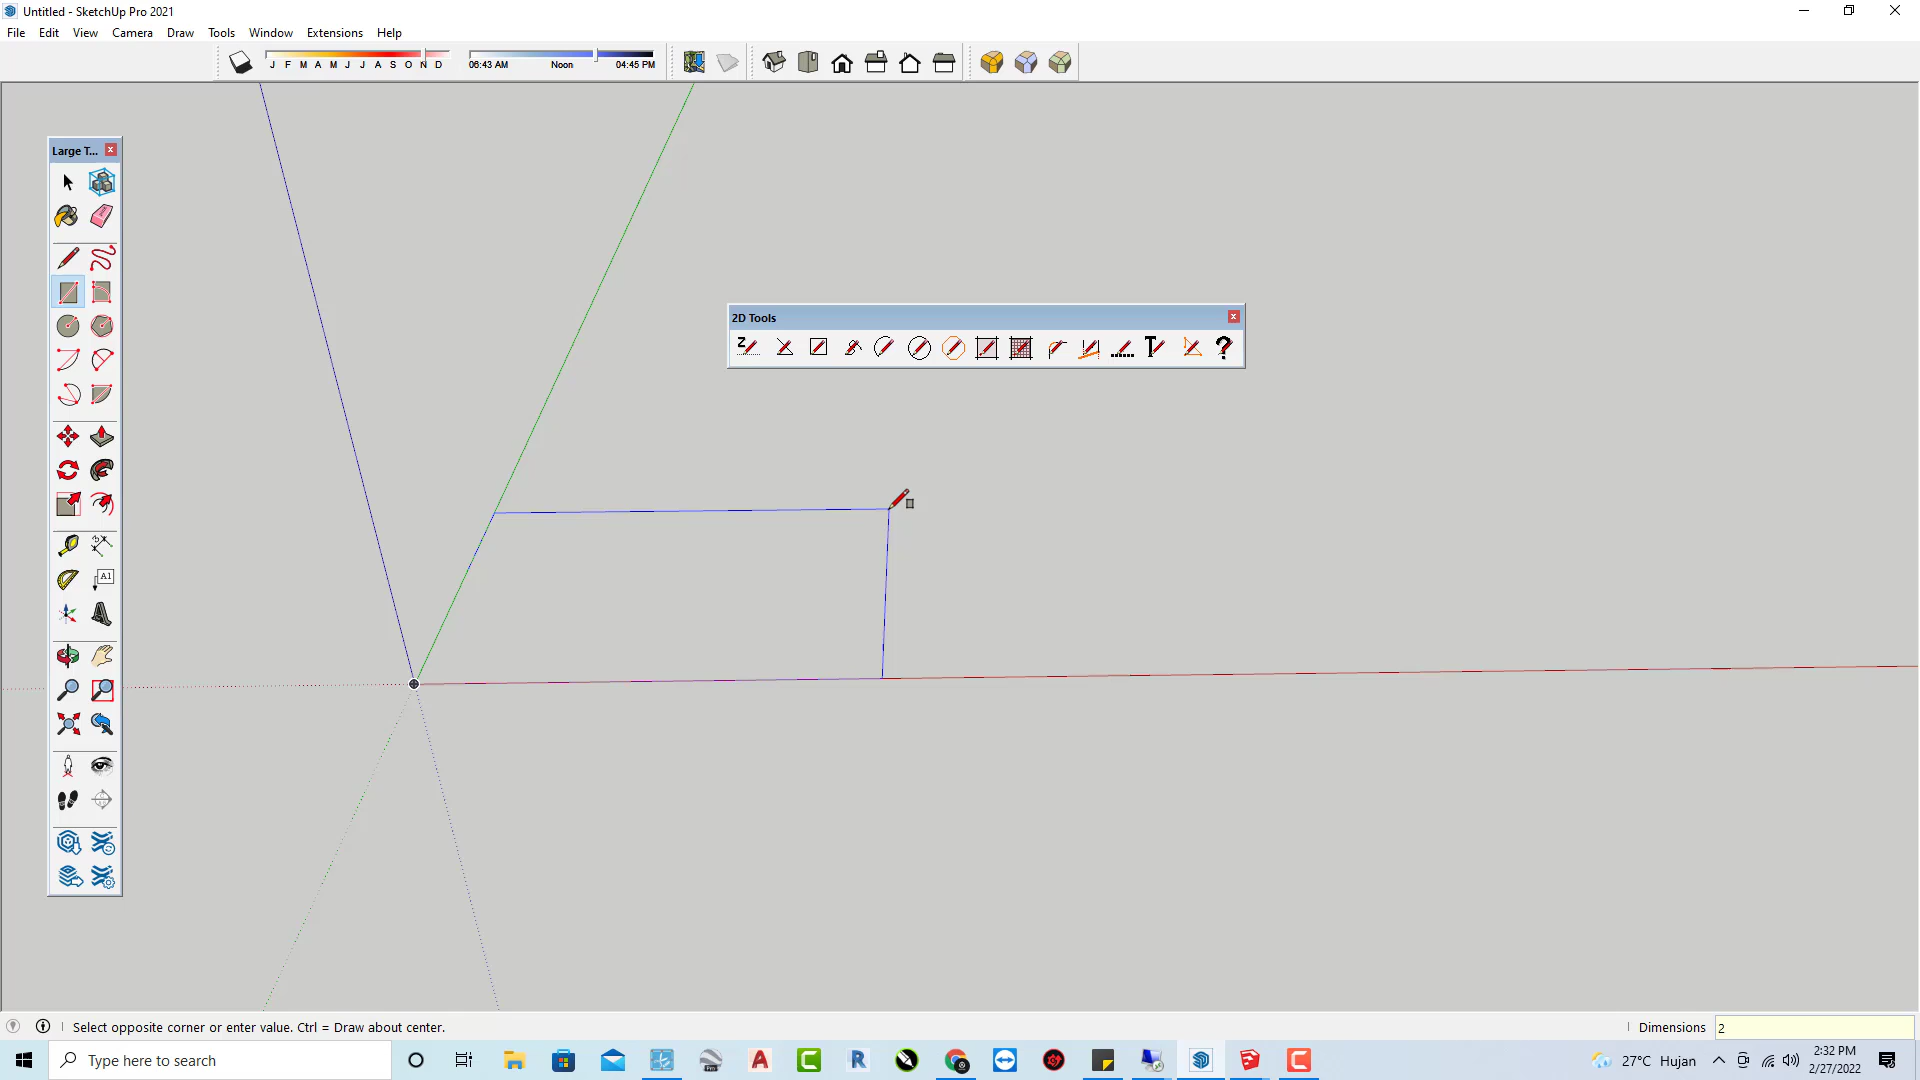 Untitled - SketchUp Pro 2021
File Edit View Camera Draw Tools Window Extensions Help
J F M A M J J A S O N D
06:43 AM Noon 04:45 PM
Large T...
2D Tools
A1
Select opposite corner or enter value. Ctrl = Draw about center.
Dimensions 2
Type here to search
27°C Hujan
2:32 PM
2/27/2022